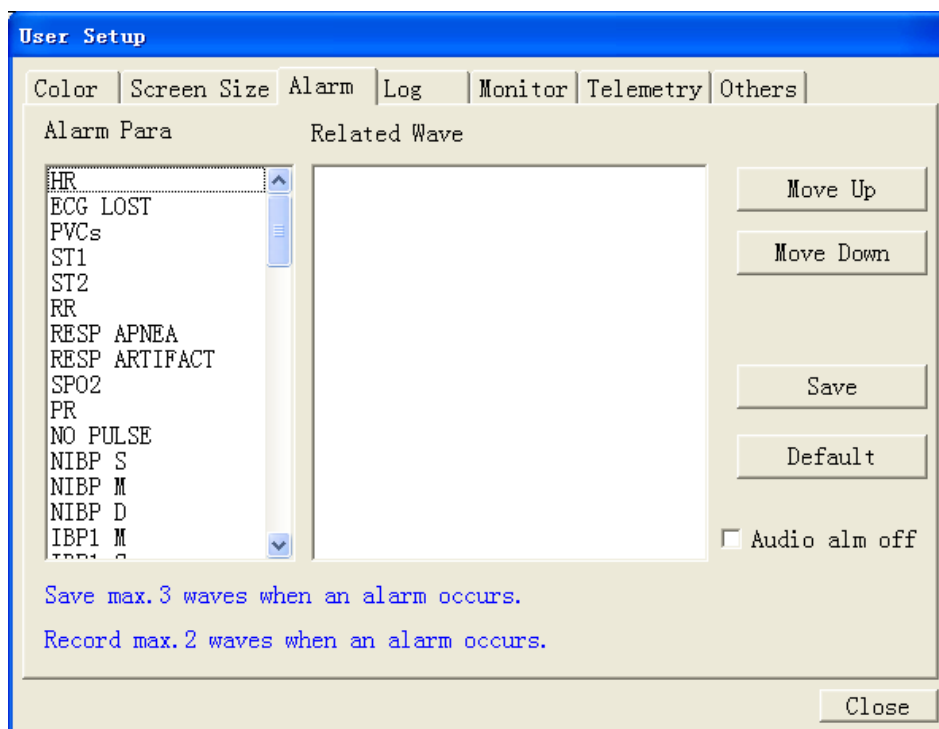 User Setup
Color Screen Size Alarm Log Monitor Telemetry Others
Alarm Para
Related Wave
HR
ECG LOST
PVCs
ST1
ST2
RR
RESP APNEA
RESP ARTIFACT
SPO2
PR
NO PULSE
NIBP S
NIBP M
NIBP D
IBP1 M
Move Up
Move Down
Save
Default
Audio alm off
Save max.3 waves when an alarm occurs.
Record max.2 waves when an alarm occurs.
Close